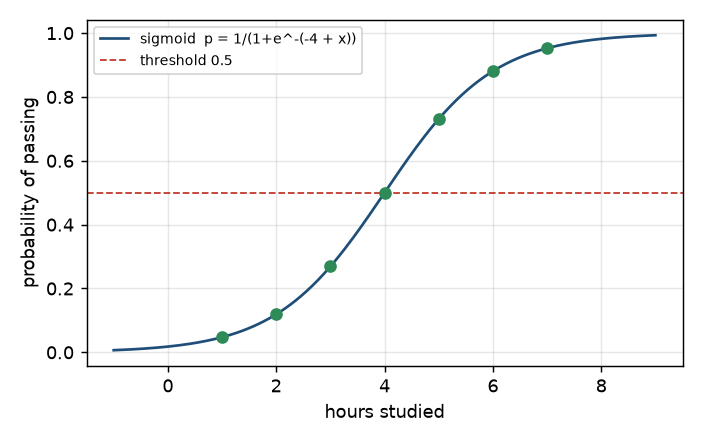 sigmoid  p = 1/(1+e^-(-4 + x))
threshold 0.5
1.0
0.8
0.6
0.4
0.2
0.0
probability of passing
0 2 4 6 8
hours studied